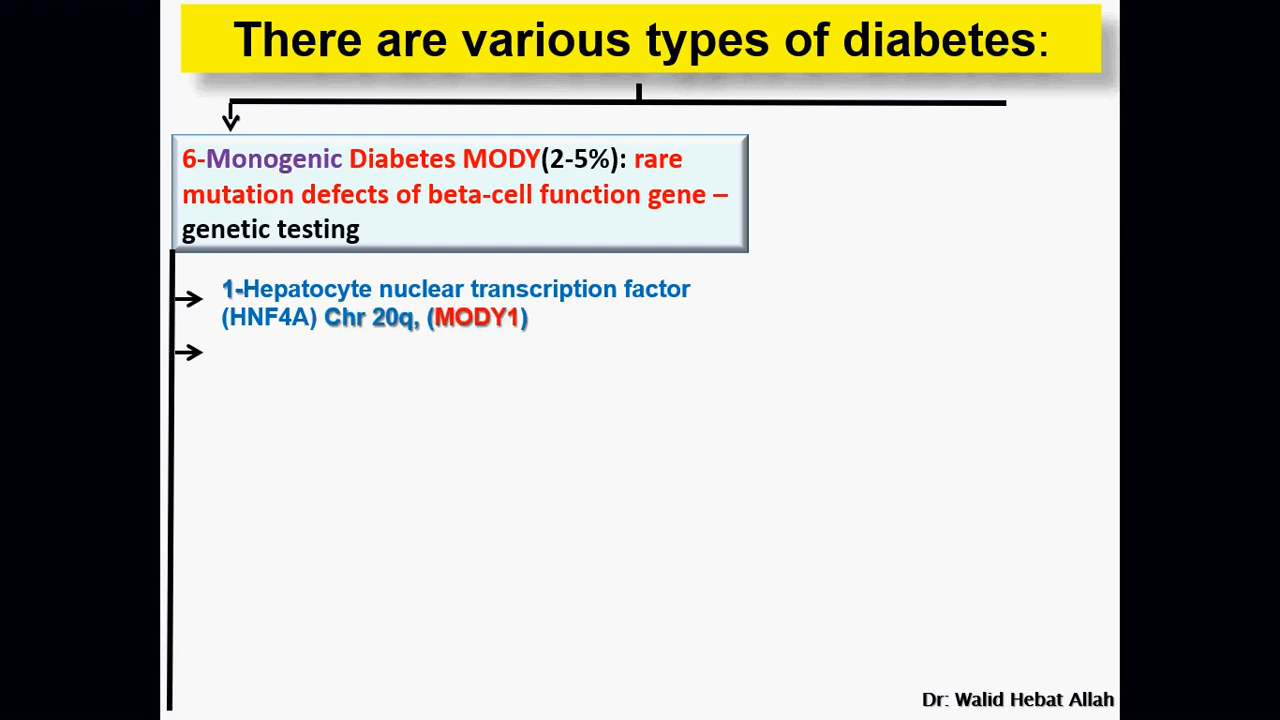 There are various types of diabetes:
6-Monogenic Diabetes MODY(2-5%): rare
mutation defects of beta-cell function gene –
genetic testing
1-Hepatocyte nuclear transcription factor
(HNF4A) Chr 20q, (MODY1)
Dr: Walid Hebat Allah